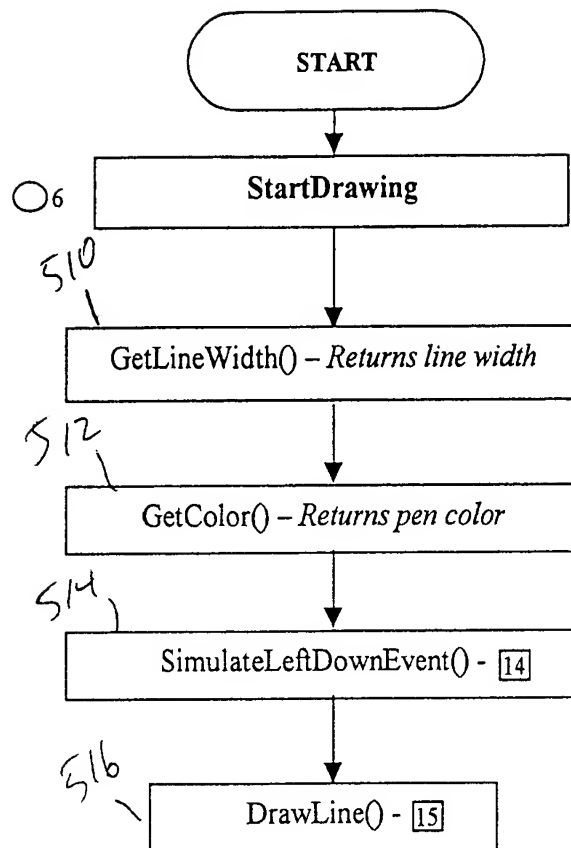 START
6 StartDrawing
510
GetLineWidth() – Returns line width
512
GetColor() – Returns pen color
514
SimulateLeftDownEvent() - 14
516
DrawLine() - 15